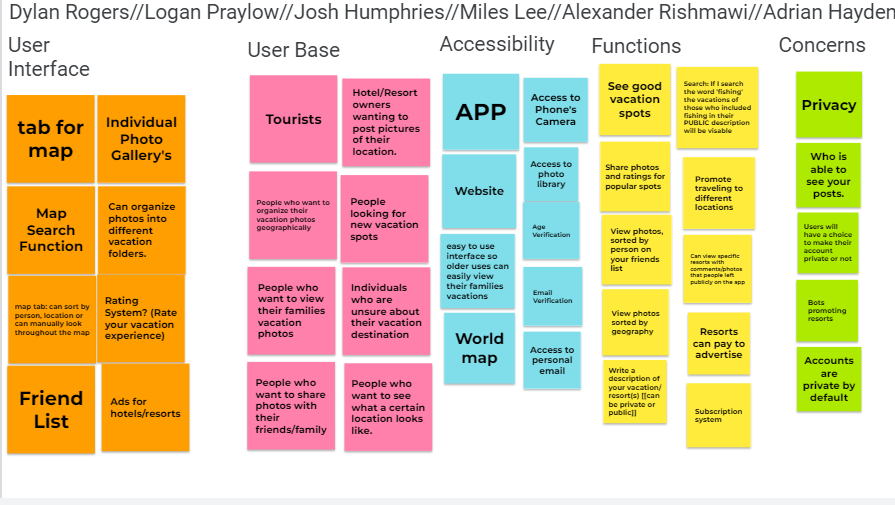 Dylan Rogers//Logan Praylow//Josh Humphries//Miles Lee//Alexander Rishmawi//Adrian Hayden
User
Interface
tab for
map
Individual
Photo
Gallery's
Map
Search
Function
Can organize
photos into
different
vacation
folders.
map tab: can sort by
person, location or
can manually look
throughout the map
Rating
System? (Rate
your vacation
experience)
Friend
List
Ads for
hotels/resorts
User Base
Tourists
Hotel/Resort
owners
wanting to
post pictures
of their
location.
People who want to
organize their
vacation photos
geographically
People
looking for
new vacation
spots
People who
want to view
their families
vacation
photos
Individuals
who are
unsure about
their vacation
destination
People who
want to share
photos with
their
friends/family
People who
want to see
what a certain
location looks
like.
Accessibility
APP
Access to
Phone's
Camera
Website
Access to
photo
library
Age
Verification
easy to use
interface so
older uses can
easily view
their families
vacations
Email
Verification
World
map
Access to
personal
email
Functions
See good
vacation
spots
Search: If I search
the word 'fishing'
the vacations of
those who included
fishing in their
PUBLIC description
will be visable
Share photos
and ratings for
popular spots
Promote
traveling to
different
locations
View photos,
sorted by
person on
your friends
list
Can view specific
resorts with
comments/photos
that people left
publicly on the app
View photos
sorted by
geography
Resorts
can pay to
advertise
Write a
description of
your vacation/
resort(s) [[can
be private or
public]]
Subscription
system
Concerns
Privacy
Who is
able to
see your
posts.
Users will
have a choice
to make their
account
private or not
Bots
promoting
resorts
Accounts
are
private by
default